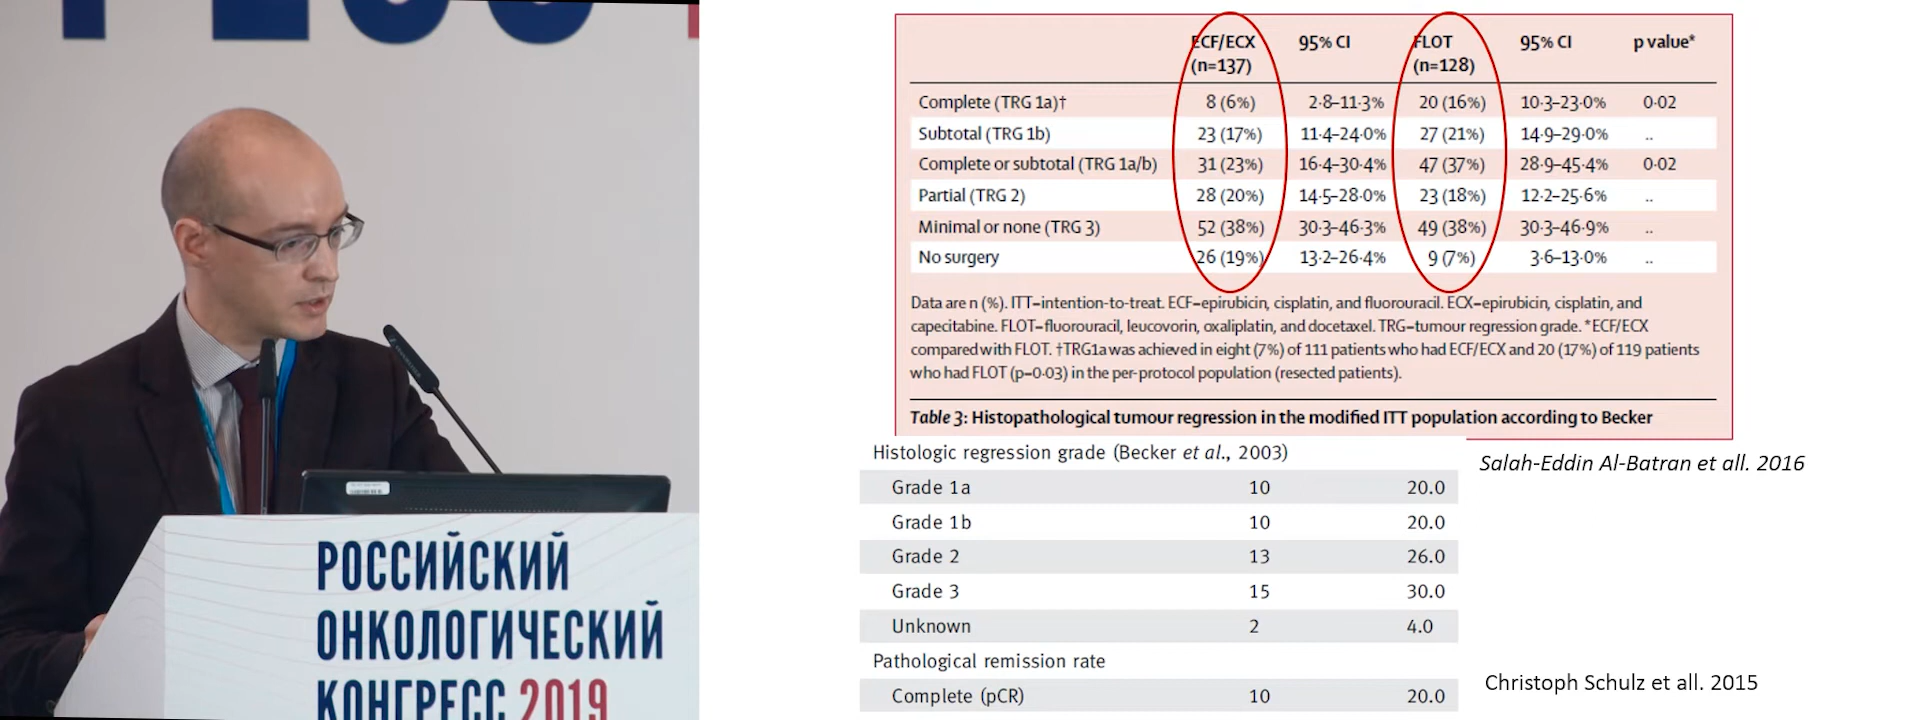 РОССИЙСКИЙ
ОНКОЛОГИЧЕСКИЙ
КОНГРЕСС 2019
ECF/ECX (n=137) 95% CI FLOT (n=128) 95% CI p value*
Complete (TRG 1a)† 8 (6%) 2·8–11·3% 20 (16%) 10·3–23·0% 0·02
Subtotal (TRG 1b) 23 (17%) 11·4–24·0% 27 (21%) 14·9–29·0% ..
Complete or subtotal (TRG 1a/b) 31 (23%) 16·4–30·4% 47 (37%) 28·9–45·4% 0·02
Partial (TRG 2) 28 (20%) 14·5–28·0% 23 (18%) 12·2–25·6% ..
Minimal or none (TRG 3) 52 (38%) 30·3–46·3% 49 (38%) 30·3–46·9% ..
No surgery 26 (19%) 13·2–26·4% 9 (7%) 3·6–13·0% ..
Data are n (%). ITT=intention-to-treat. ECF=epirubicin, cisplatin, and fluorouracil. ECX=epirubicin, cisplatin, and
capecitabine. FLOT=fluorouracil, leucovorin, oxaliplatin, and docetaxel. TRG=tumour regression grade. *ECF/ECX
compared with FLOT. †TRG1a was achieved in eight (7%) of 111 patients who had ECF/ECX and 20 (17%) of 119 patients
who had FLOT (p=0·03) in the per-protocol population (resected patients).
Table 3: Histopathological tumour regression in the modified ITT population according to Becker
Histologic regression grade (Becker et al., 2003)
Salah-Eddin Al-Batran et all. 2016
Grade 1a 10 20.0
Grade 1b 10 20.0
Grade 2 13 26.0
Grade 3 15 30.0
Unknown 2 4.0
Pathological remission rate
Christoph Schulz et all. 2015
Complete (pCR) 10 20.0